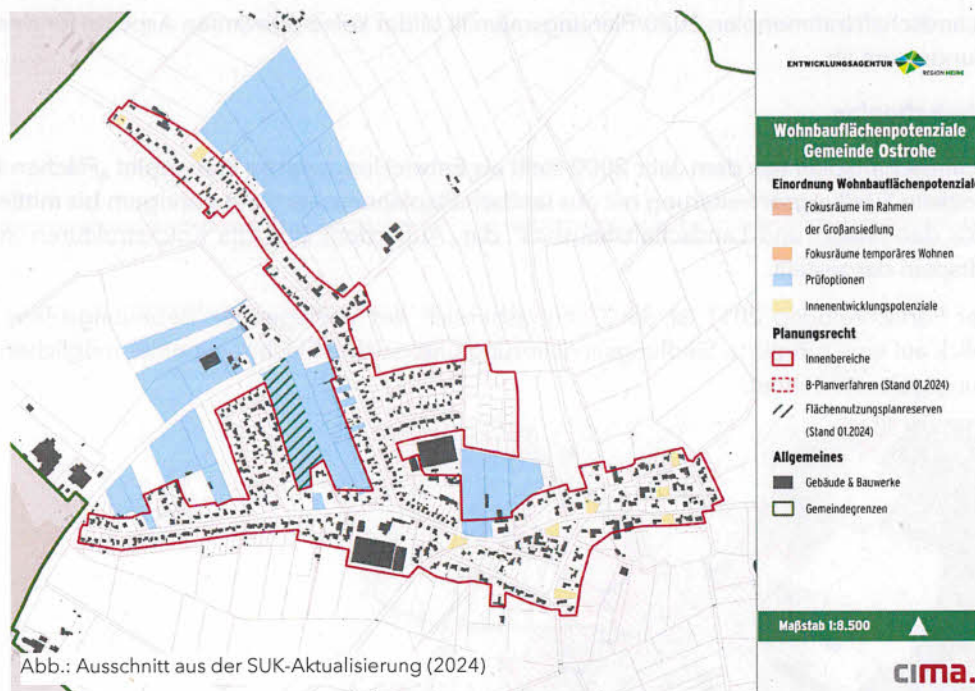 ENTWICKLUNGSAGENTUR
REGION HEIDE
Wohnbauflächenpotenziale
Gemeinde Ostrohe
Einordnung Wohnbauflächenpotenziale
Fokusräume im Rahmen
der Großansiedlung
Fokusräume temporäres Wohnen
Prüfoptionen
Innenentwicklungspotenziale
Planungsrecht
Innenbereiche
B-Planverfahren (Stand 01.2024)
Flächennutzungsplanreserven
(Stand 01.2024)
Allgemeines
Gebäude & Bauwerke
Gemeindegrenzen
Maßstab 1:8.500
cima.
Abb.: Ausschnitt aus der SUK-Aktualisierung (2024)